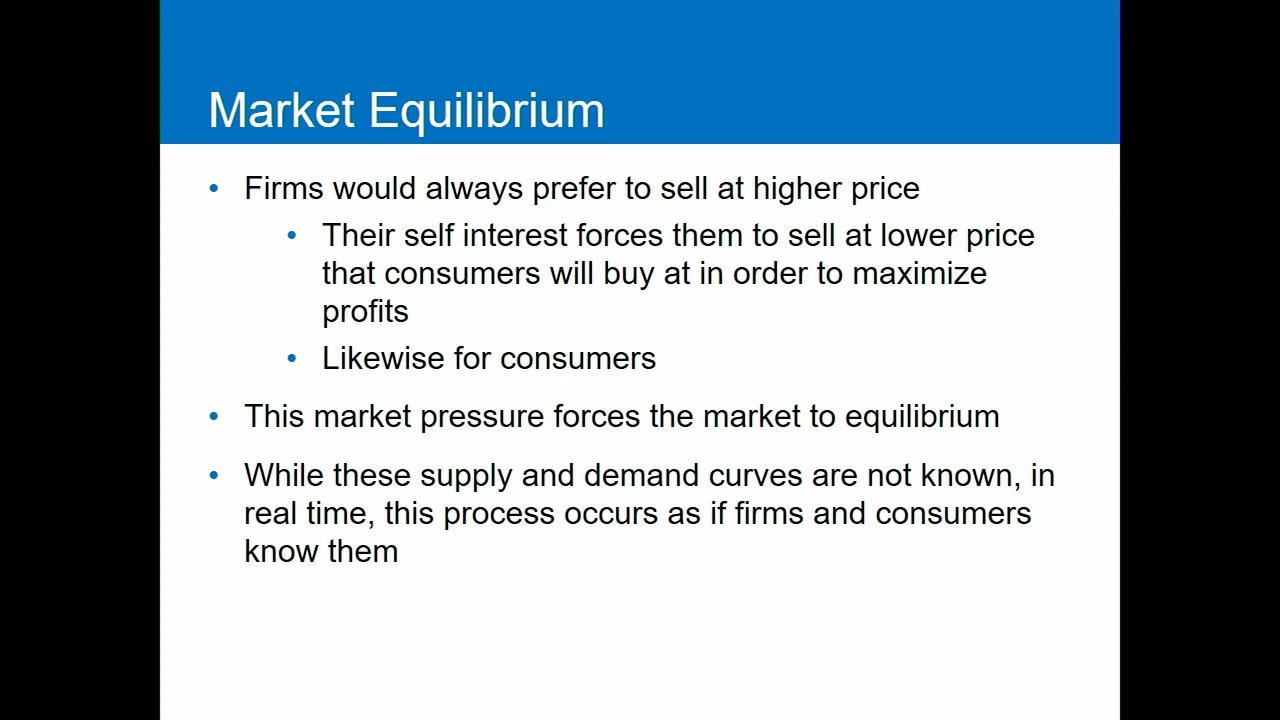 Market Equilibrium
• Firms would always prefer to sell at higher price
• Their self interest forces them to sell at lower price
that consumers will buy at in order to maximize
profits
• Likewise for consumers
• This market pressure forces the market to equilibrium
• While these supply and demand curves are not known, in
real time, this process occurs as if firms and consumers
know them